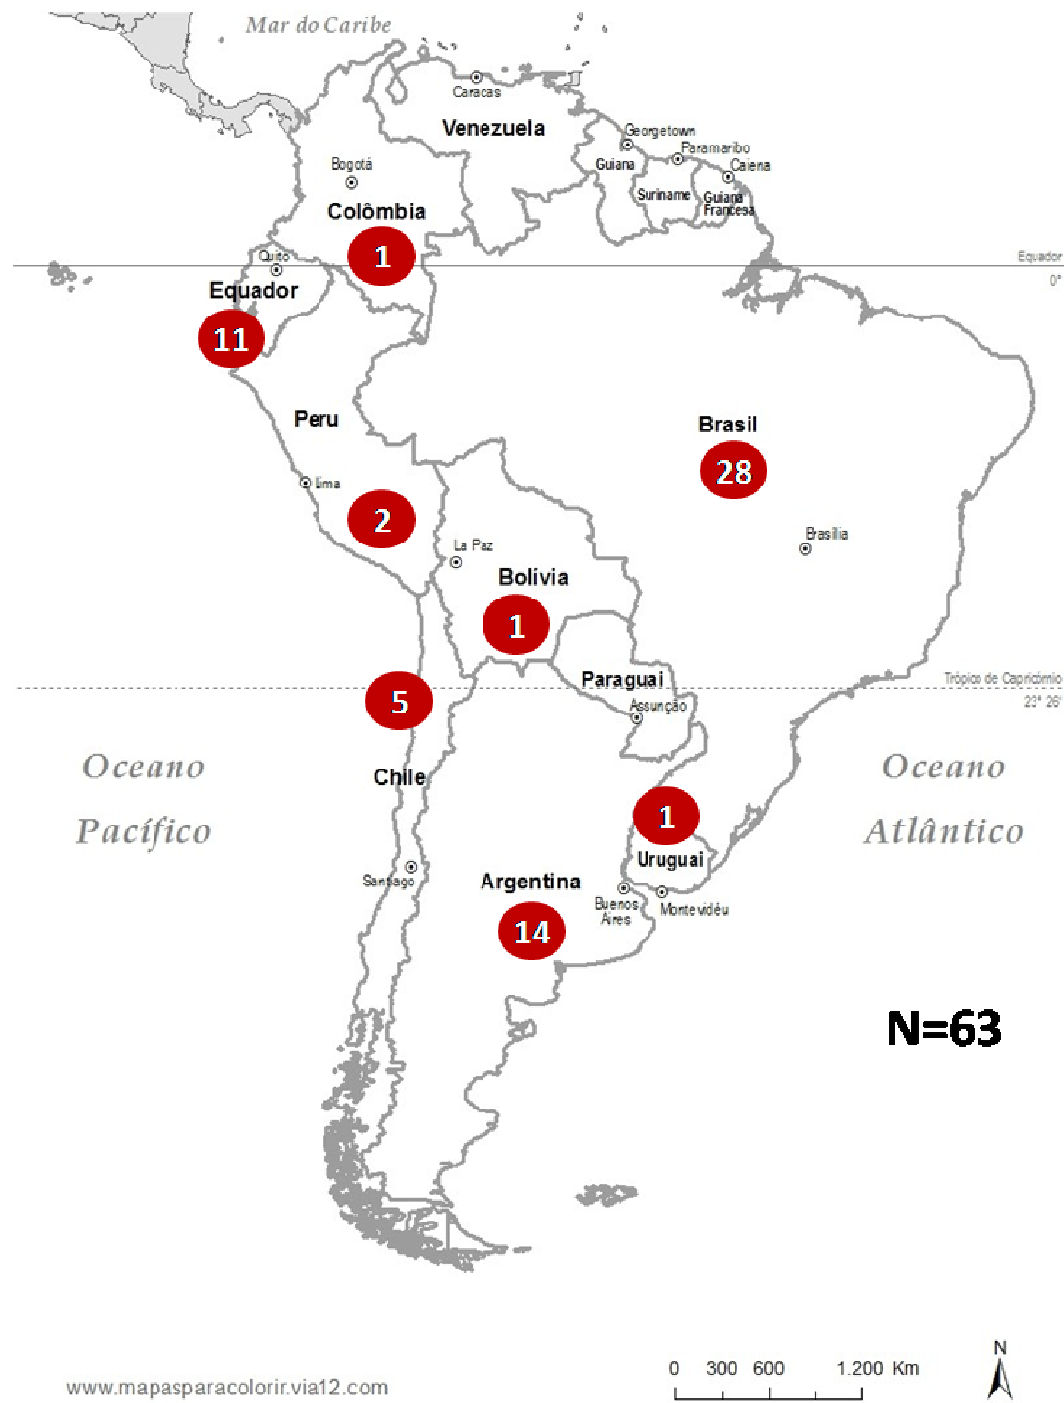 Mar do Caribe
Caracas
Venezuela
Georgetown
Paramaribo
Caiena
Guiana
Suriname
Guiana
Francesa
Bogotá
Colômbia
1
Quito
Equador
0°
Equador
11
Peru
Lima
2
Brasil
28
Brasília
La Paz
Bolívia
1
Paraguai
Assunção
Trópico de Capricórnio
23° 26'
5
Chile
Oceano
Pacífico
Oceano
Atlântico
1
Uruguai
Santiago
Argentina
14
Buenos
Aires
Montevidéu
N=63
www.mapasparacolorir.via12.com
0 300 600 1.200 Km
N